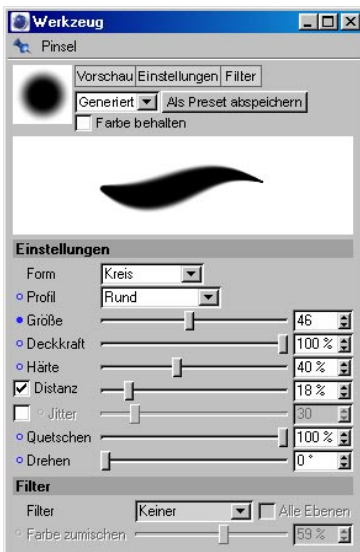 Werkzeug
Pinsel
Vorschau Einstellungen Filter
Generiert Als Preset abspeichern
Farbe behalten
Einstellungen
Form Kreis
Profil Rund
Größe 46
Deckkraft 100 %
Härte 40 %
Distanz 18 %
Jitter 30
Quetschen 100 %
Drehen 0 °
Filter
Filter Keiner Alle Ebenen
Farbe zumischen 59 %